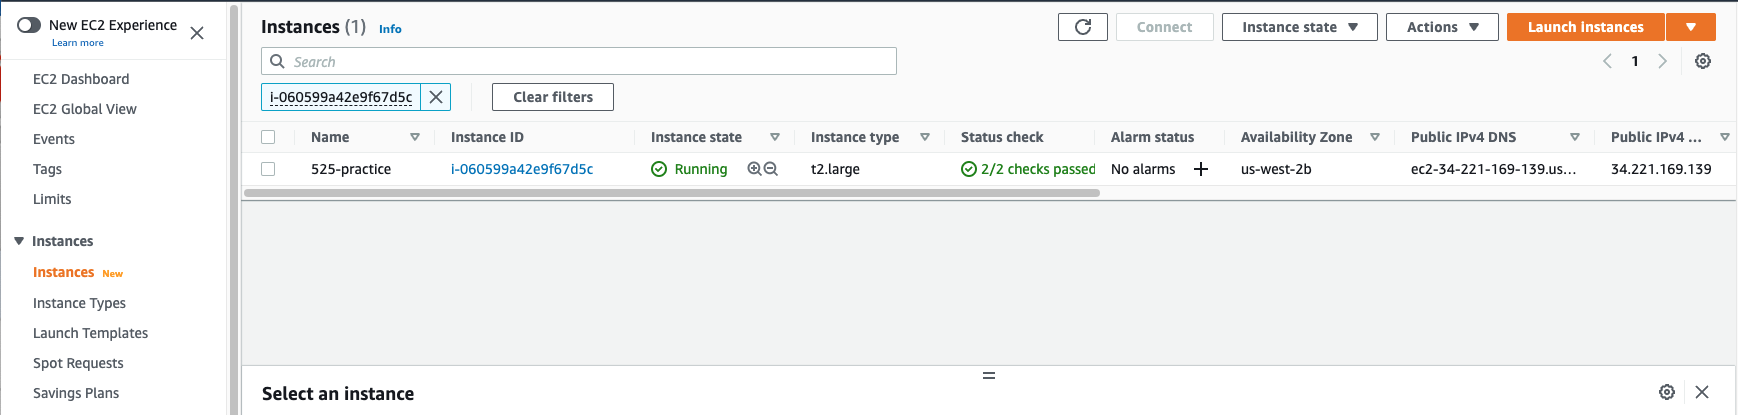 New EC2 Experience
Learn more
EC2 Dashboard
EC2 Global View
Events
Tags
Limits
Instances
Instances New
Instance Types
Launch Templates
Spot Requests
Savings Plans
Instances (1) Info
Connect Instance state Actions Launch instances
Search
1
i-060599a42e9f67d5c Clear filters
Name Instance ID Instance state Instance type Status check Alarm status Availability Zone Public IPv4 DNS Public IPv4 ...
525-practice i-060599a42e9f67d5c Running t2.large 2/2 checks passed No alarms + us-west-2b ec2-34-221-169-139.us... 34.221.169.139
Select an instance